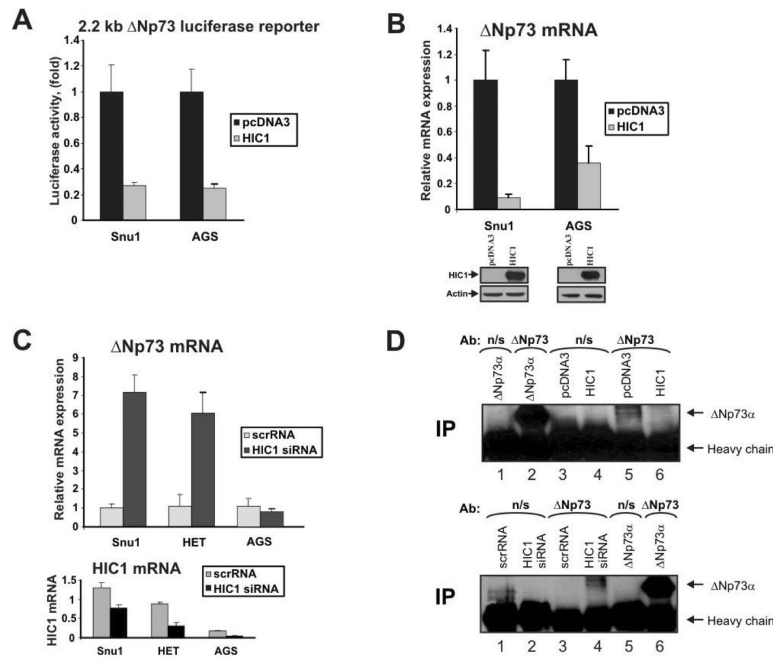 A
2.2 kb ΔNp73 luciferase reporter
Luciferase activity, (fold)
1.4
1.2
1
0.8
0.6
0.4
0.2
0
pcDNA3
HIC1
Snu1 AGS
B
ΔNp73 mRNA
Relative mRNA expression
1.4
1.2
1
0.8
0.6
0.4
0.2
0
pcDNA3
HIC1
Snu1 AGS
pcDNA3 HIC1 pcDNA3 HIC1
HIC1
Actin
C
ΔNp73 mRNA
Relative mRNA expression
9
8
7
6
5
4
3
2
1
0
scrRNA
HIC1 siRNA
Snu1 HET AGS
HIC1 mRNA
HIC1 mRNA
1.5
1
0.5
0
scrRNA
HIC1 siRNA
Snu1 HET AGS
D
Ab: n/s ΔNp73 n/s ΔNp73
ΔNp73α ΔNp73α pcDNA3 HIC1 pcDNA3 HIC1
IP
ΔNp73α
Heavy chain
1 2 3 4 5 6
Ab: n/s ΔNp73 n/s ΔNp73
scrRNA HIC1 siRNA scrRNA HIC1 siRNA ΔNp73α ΔNp73α
IP
ΔNp73α
Heavy chain
1 2 3 4 5 6